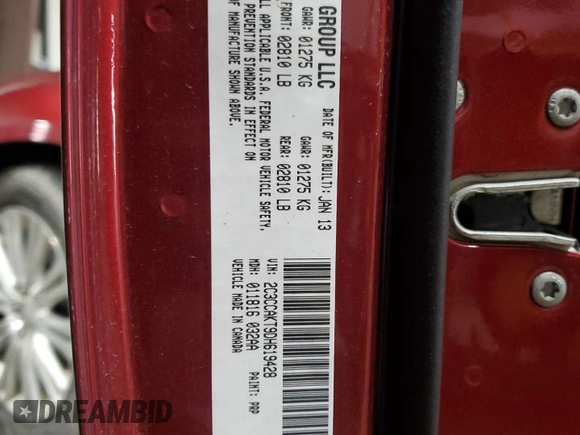 GROUP LLC
DATE OF MFR(BUILT): JAN 13
GAWR: 01275 KG GAWR: 01275 KG
FRONT: 02810 LB REAR: 02810 LB
ALL APPLICABLE U.S.A. FEDERAL MOTOR VEHICLE SAFETY,
PREVENTION STANDARDS IN EFFECT ON
OF MANUFACTURE SHOWN ABOVE.
VIN: 2C3CCAKT9DH619428
MDH: 011816 032AA PAINT: PRP
VEHICLE MADE IN CANADA
DREAMBID